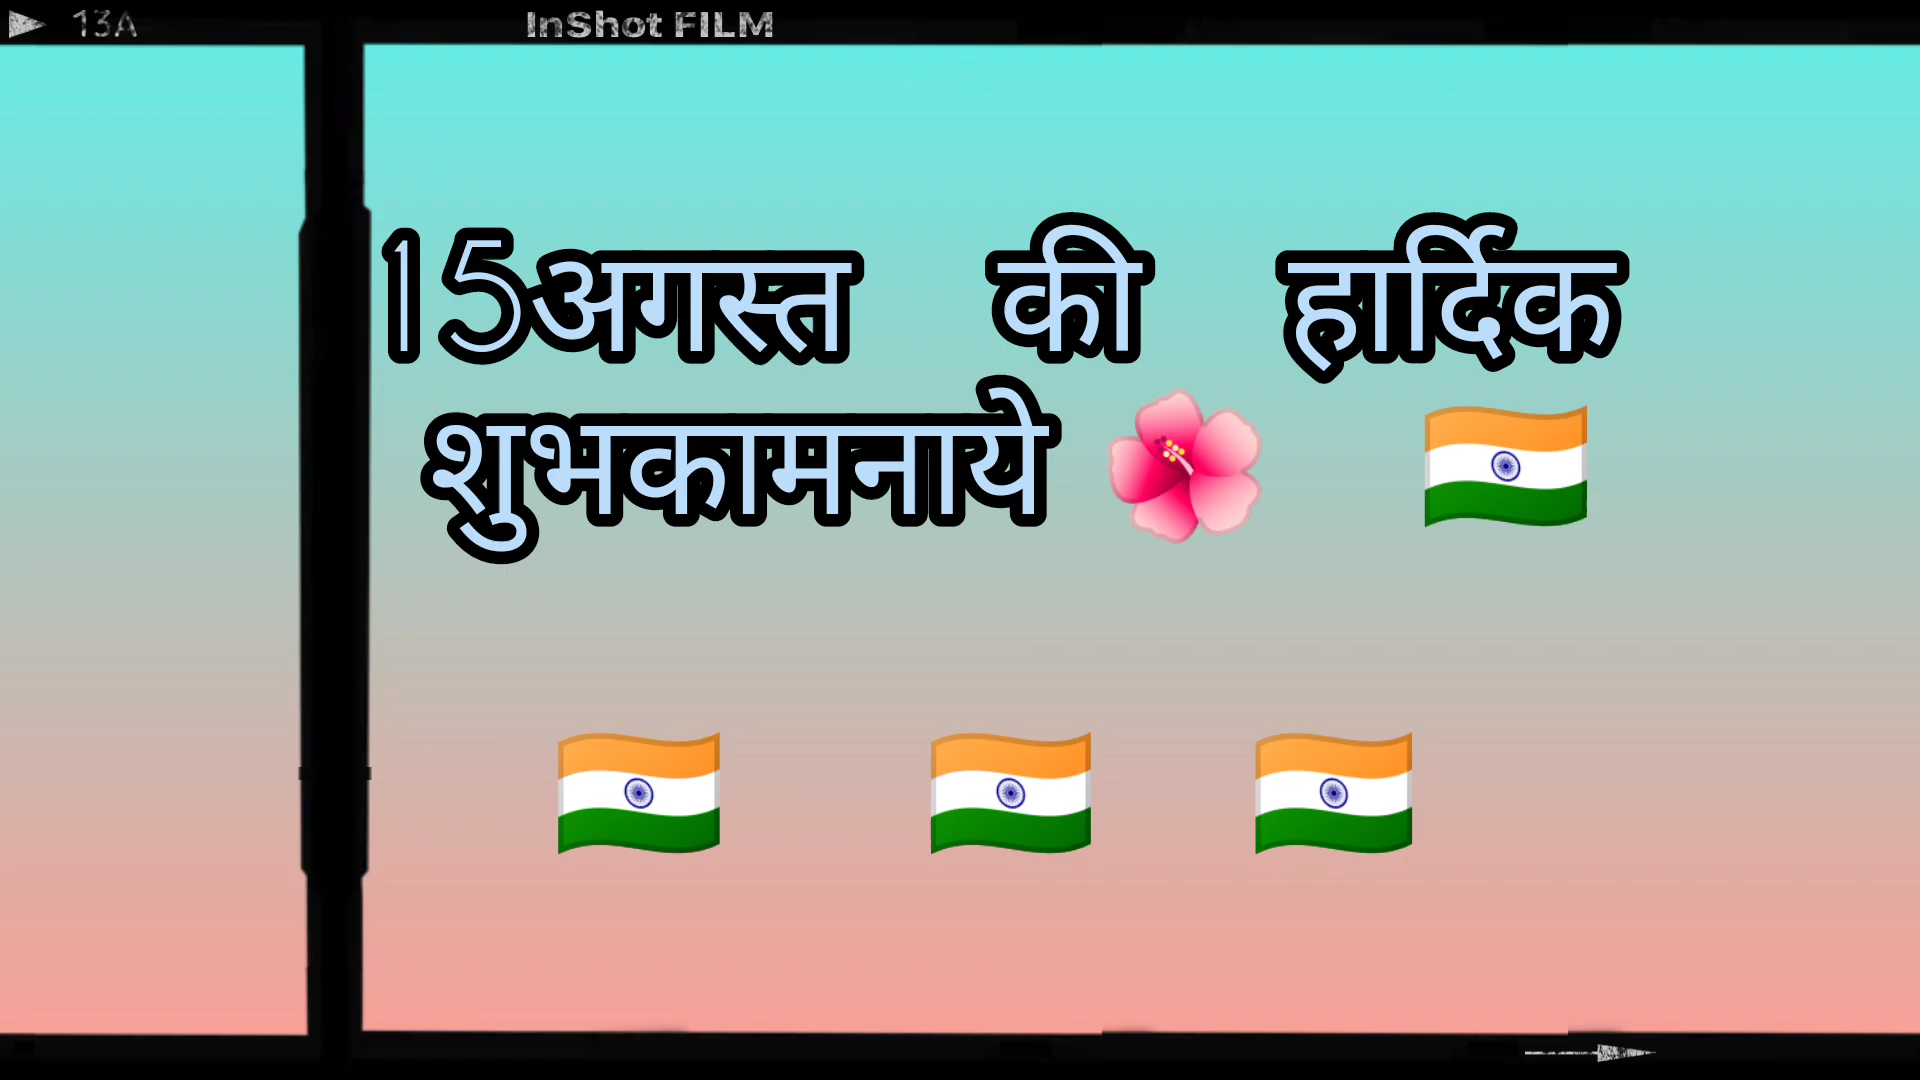 13A InShot FILM
15अगस्त की हार्दिक
शुभकामनाये 🌺 🇮🇳
🇮🇳 🇮🇳 🇮🇳